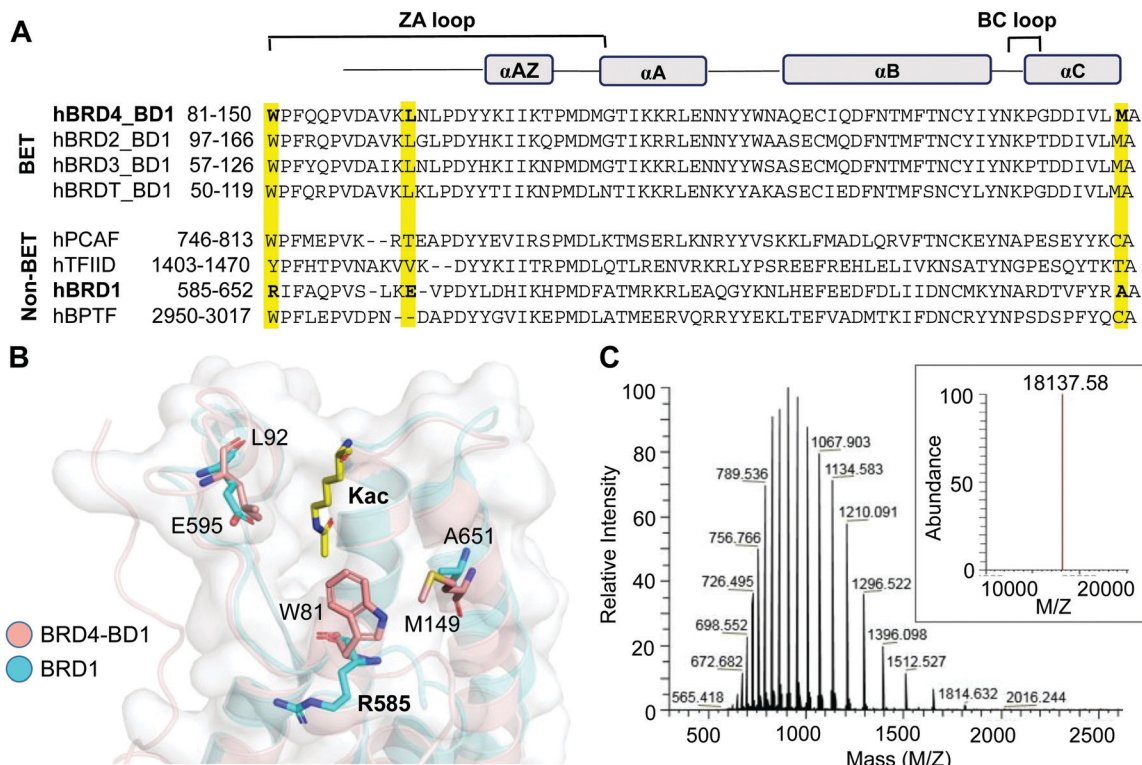 A
ZA loop
BC loop
αAZ
αA
αB
αC
BET
hBRD4_BD1 81-150 WPFQQPVDAVKLNLPDYYKIIKTPMDMGTIKKRLENNYYWNAQECIQDFNTMFTNCYIYNKPGDDIVLMA
hBRD2_BD1 97-166 WPFRQPVDAVKLGLPDYHKIIKQPMDMGTIKRRLENNYYWAASECMQDFNTMFTNCYIYNKPTDDIVLMA
hBRD3_BD1 57-126 WPFYQPVDAIKLNLPDYHKIIKNPMDMGTIKKRLENNYYWSASECMQDFNTMFTNCYIYNKPTDDIVLMA
hBRDT_BD1 50-119 WPFQRPVDAVKLKLPDYYTIIKNPMDLNTIKKRLENKYYAKASECIEDFNTMFSNCYLYNKPGDDIVLMA
Non-BET
hPCAF 746-813 WPFMEPVK--RTEAPDYYEVIRSPMDLKTMSERLKNRYYVSKKLFMADLQRVFTNCKEYNAPESEYYKCA
hTFIID 1403-1470 YPFHTPVNAKVVK--DYYKIITRPMDLQTLRENVRKRLYPSREEFREHLELIVKNSATYNGPESQYTKTA
hBRD1 585-652 RIFAQPVS-LKE-VPDYLDHIKHPMDFATMRKRLEAQGYKNLHEFEEDFDLIIDNCMKYNARDTVFYRAA
hBPTF 2950-3017 WPFLEPVDPN--DAPDYYGVIKEPMDLATMEERVQRRYYEKLTEFVADMTKIFDNCRYYNPSDSPFYQCA
B
L92
Kac
E595
A651
W81
M149
R585
BRD4-BD1
BRD1
C
Relative Intensity
100
80
60
40
20
0
789.536
756.766
726.495
698.552
672.682
565.418
1067.903
1134.583
1210.091
1296.522
1396.098
1512.527
1814.632
2016.244
500
1000
1500
2000
2500
Mass (M/Z)
18137.58
Abundance
100
50
0
10000
20000
M/Z